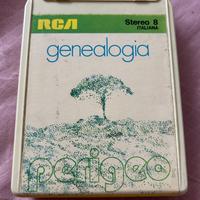 RCA Stereo 8
ITALIANA
genealogia
perigeo